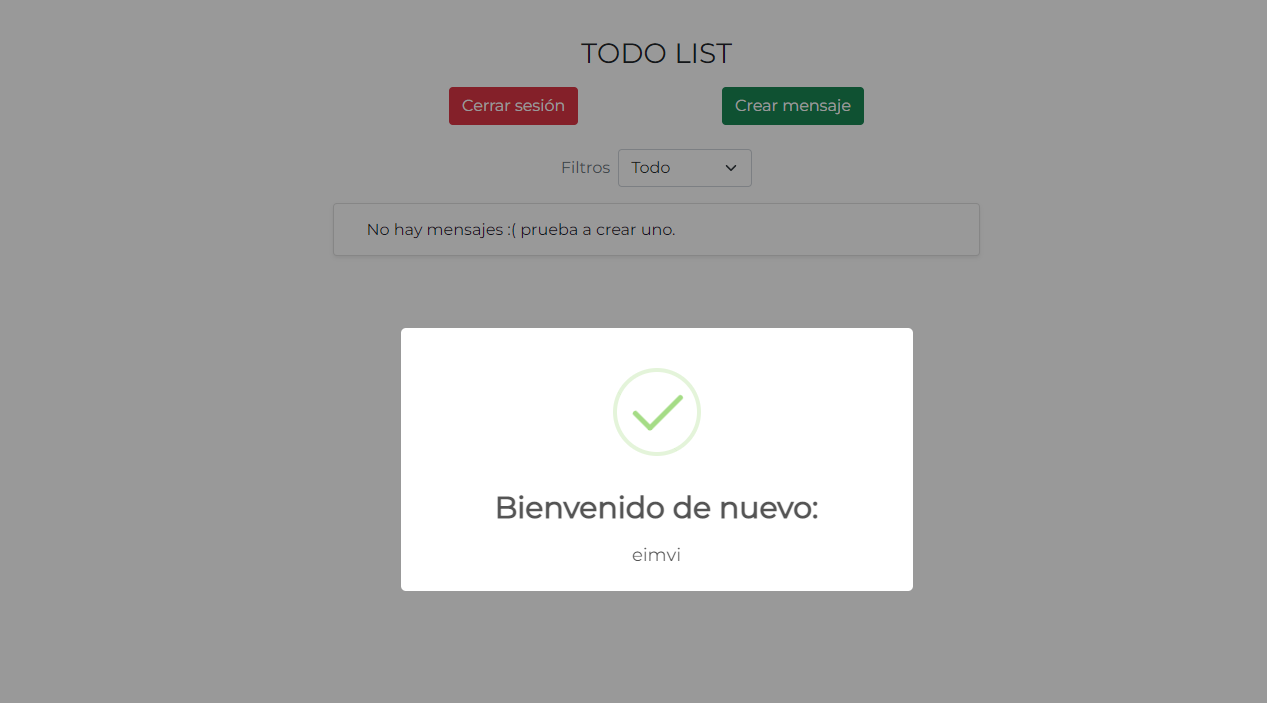 TODO LIST
Cerrar sesión
Crear mensaje
Filtros
Todo
No hay mensajes :( prueba a crear uno.
Bienvenido de nuevo:
eimvi